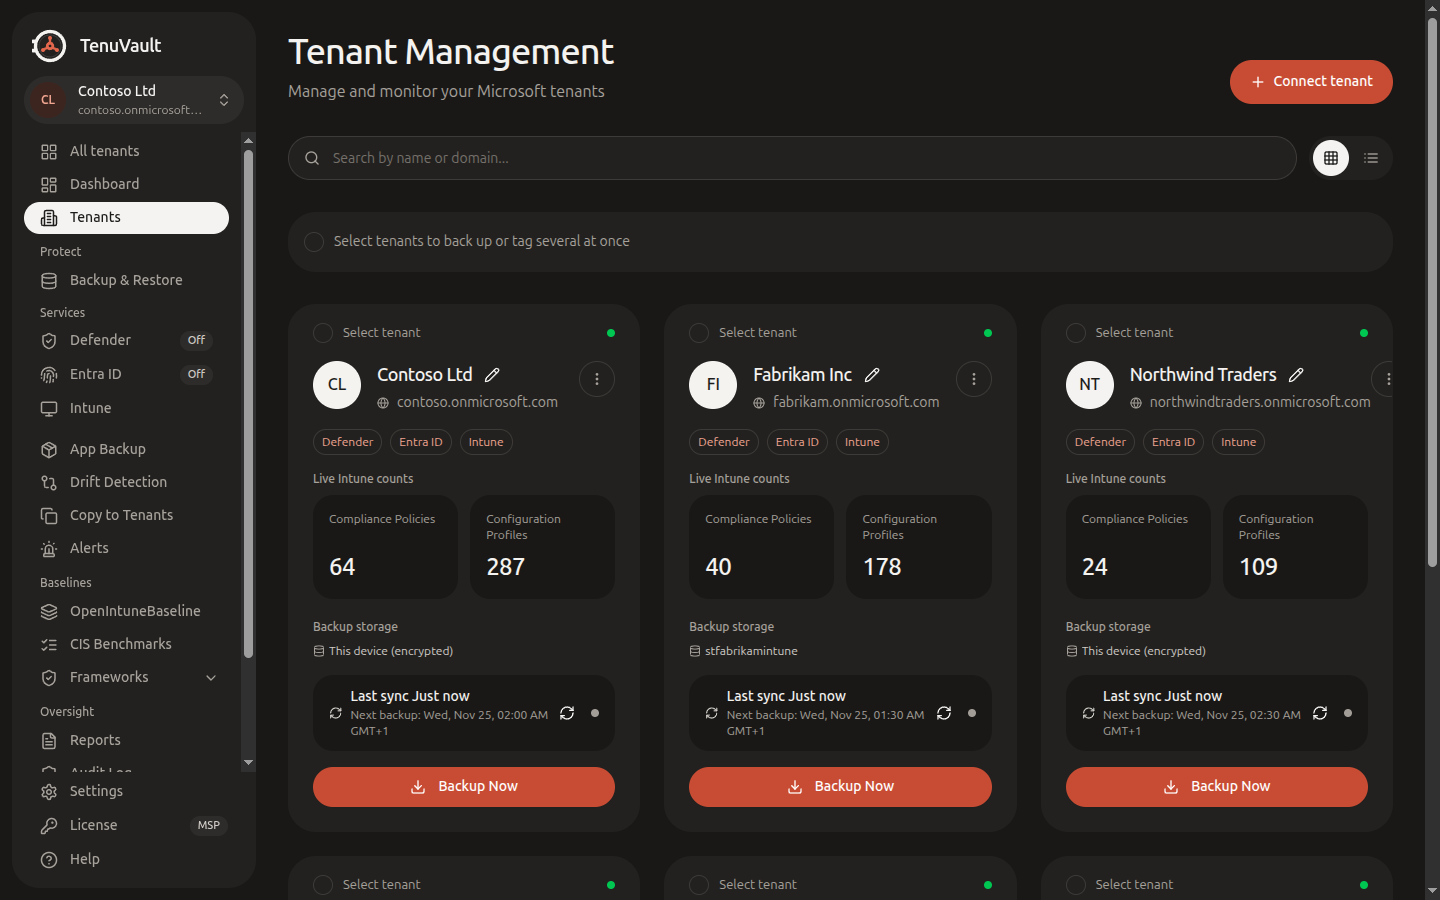 TenuVault
CL
Contoso Ltd
contoso.onmicrosoft...
All tenants
Dashboard
Tenants
Protect
Backup & Restore
Services
Defender Off
Entra ID Off
Intune
App Backup
Drift Detection
Copy to Tenants
Alerts
Baselines
OpenIntuneBaseline
CIS Benchmarks
Frameworks
Oversight
Reports
Audit Log
Settings
License MSP
Help
Tenant Management
Manage and monitor your Microsoft tenants
Connect tenant
Search by name or domain...
Select tenants to back up or tag several at once
Select tenant
CL
Contoso Ltd
contoso.onmicrosoft.com
Defender Entra ID Intune
Live Intune counts
Compliance Policies
64
Configuration
Profiles
287
Backup storage
This device (encrypted)
Last sync Just now
Next backup: Wed, Nov 25, 02:00 AM
GMT+1
Backup Now
Select tenant
FI
Fabrikam Inc
fabrikam.onmicrosoft.com
Defender Entra ID Intune
Live Intune counts
Compliance Policies
40
Configuration
Profiles
178
Backup storage
stfabrikamintune
Last sync Just now
Next backup: Wed, Nov 25, 01:30 AM
GMT+1
Backup Now
Select tenant
NT
Northwind Traders
northwindtraders.onmicrosoft.com
Defender Entra ID Intune
Live Intune counts
Compliance Policies
24
Configuration
Profiles
109
Backup storage
This device (encrypted)
Last sync Just now
Next backup: Wed, Nov 25, 02:30 AM
GMT+1
Backup Now
Select tenant
Select tenant
Select tenant